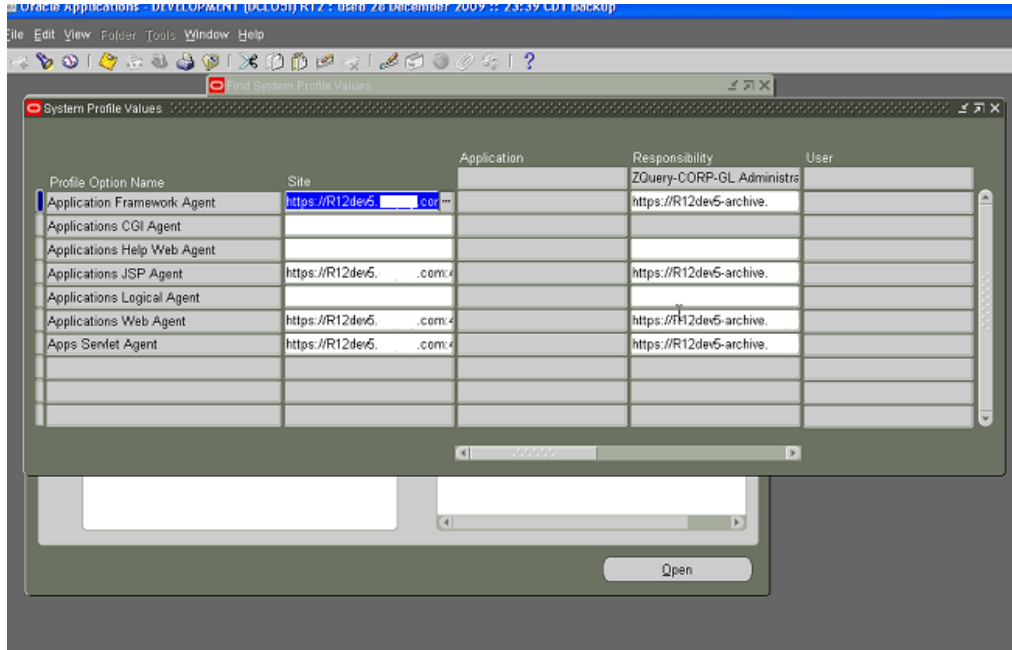 Oracle Applications - DEVELOPMENT (DCLO5I) R12 : used 28 December 2009 :: 23:39 CDT backup
File Edit View Folder Tools Window Help
Find System Profile Values
System Profile Values
Application Responsibility User
Profile Option Name Site ZQuery-CORP-GL Administra
Application Framework Agent https://R12dev5. .cor ... https://R12dev5-archive.
Applications CGI Agent
Applications Help Web Agent
Applications JSP Agent https://R12dev5. .com: https://R12dev5-archive.
Applications Logical Agent
Applications Web Agent https://R12dev5. .com: https://R12dev5-archive.
Apps Servlet Agent https://R12dev5. .com: https://R12dev5-archive.
Open